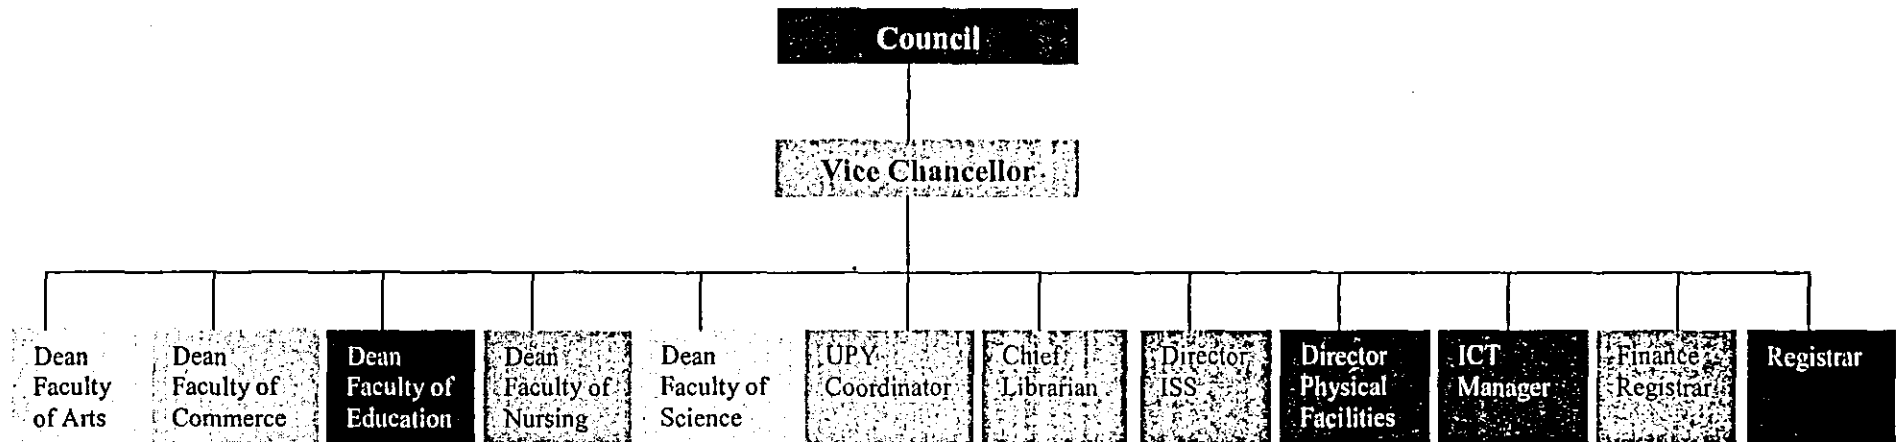 Council
Vice Chancellor
Dean
Faculty
of Arts
Dean
Faculty of
Commerce
Dean
Faculty of
Education
Dean
Faculty of
Nursing
Dean
Faculty of
Science
UPY
Coordinator
Chief
Librarian
Director
ISS
Director
Physical
Facilities
ICT
Manager
Finance
Registrar
Registrar